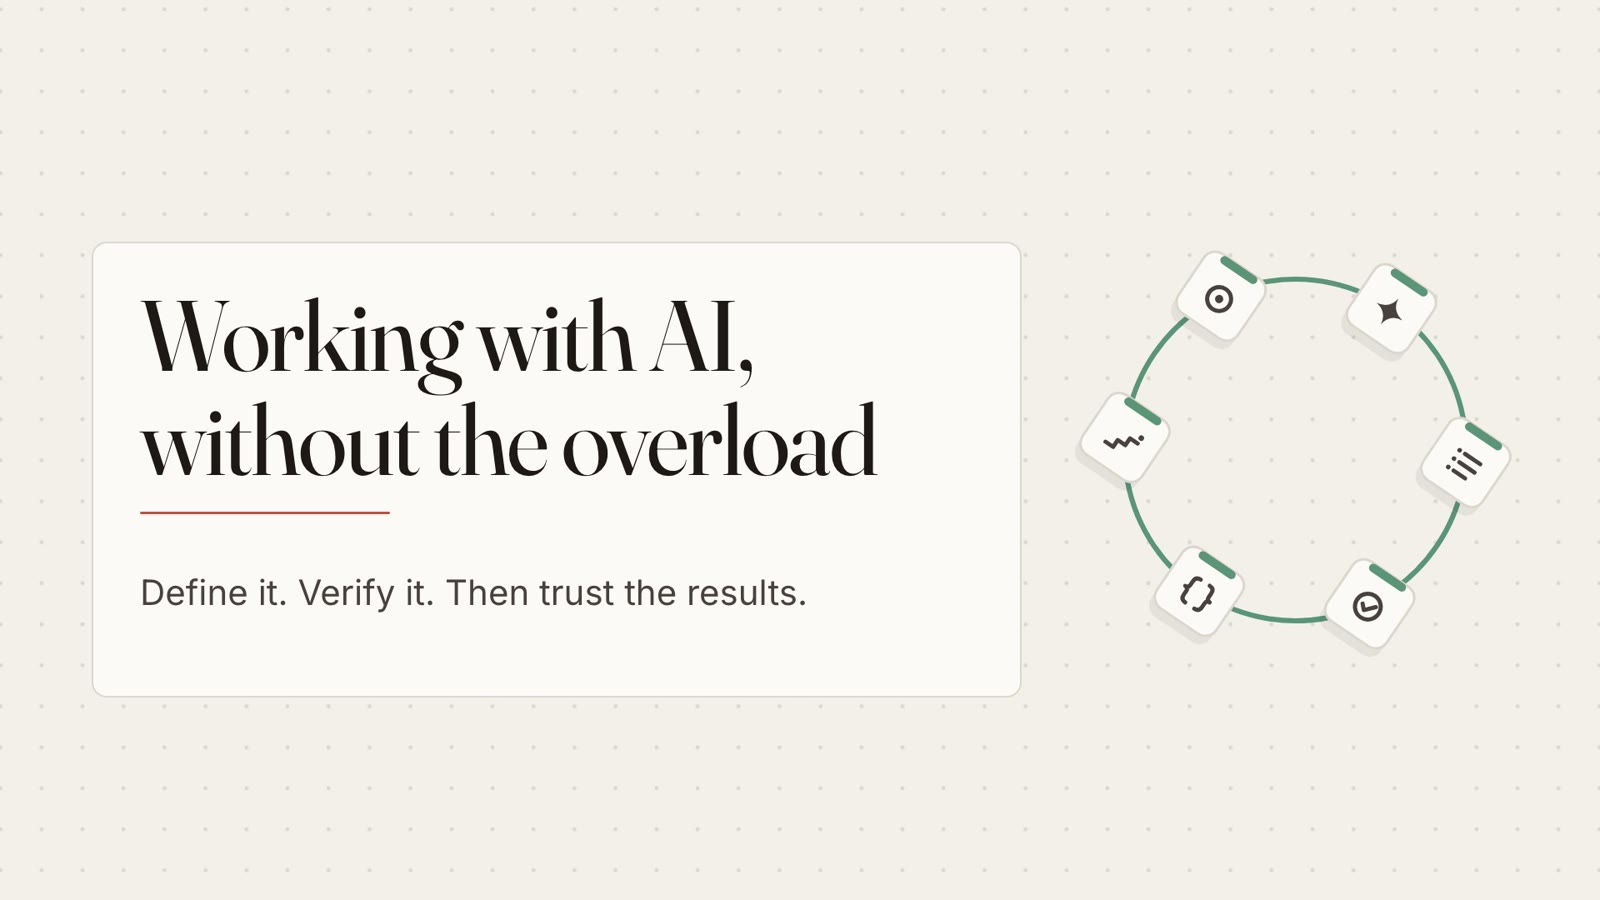 Working with AI,
without the overload
Define it. Verify it. Then trust the results.